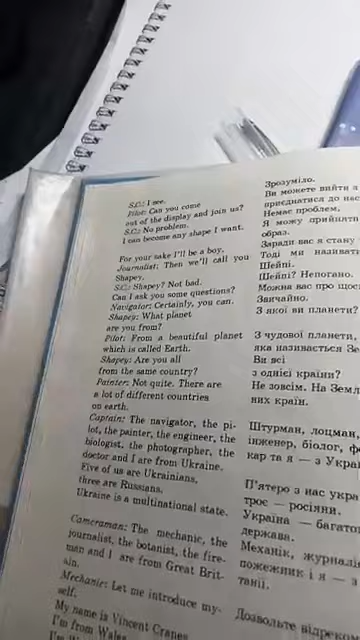 S.C.: I see.
Pilot: Can you come
out of the display and join us?
S.C.: No problem.
I can become any shape I want.
For your sake I'll be a boy.
Journalist: Then we'll call you
Shapey.
S.C.: Shapey? Not bad.
Can I ask you some questions?
Navigator: Certainly, you can.
Shapey: What planet
are you from?
Pilot: From a beautiful planet
which is called Earth.
Shapey: Are you all
from the same country?
Painter: Not quite. There are
a lot of different countries
on earth.
Captain: The navigator, the pi-
lot, the painter, the engineer, the
biologist, the photographer, the
doctor and I are from Ukraine.
Five of us are Ukrainians,
three are Russians.
Ukraine is a multinational state.
Cameraman: The mechanic, the
journalist, the botanist, the fire-
man and I are from Great Brit-
ain.
Mechanic: Let me introduce my-
self.
My name is Vincent Cranes
I'm from Wales
Зрозуміло.
Ви можете вийти з
приєднатися до нас
Немає проблем,
Я можу прийняти
образ.
Заради вас я стану
Тоді ми називати
Шейпі.
Шейпі? Непогано.
Можна вас про щос
Звичайно.
З якої ви планети?
З чудової планети,
яка називається Зе
Ви всі
з однієї країни?
Не зовсім. На Земл
них країн.
Штурман, лоцман,
інженер, біолог, фо
кар та я — з Украї
П'ятеро з нас укра
троє — росіяни.
Україна — багато
держава.
Механік, журналі
пожежник і я — з
танії.
Дозвольте відрек